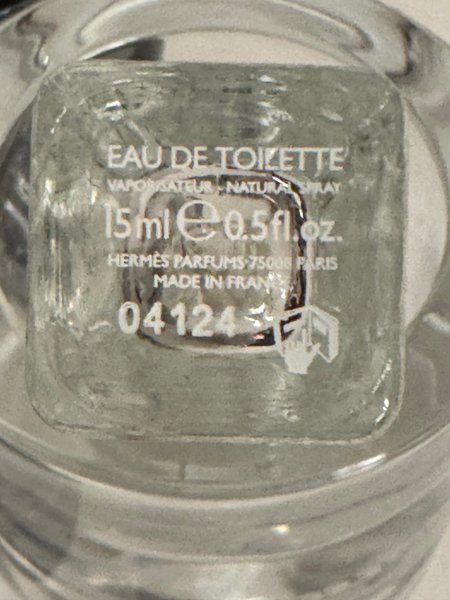 EAU DE TOILETTE
VAPORISATEUR . NATURAL SPRAY
15ml e 0.5fl.oz.
HERMÈS PARFUMS·75008 PARIS
MADE IN FRANCE
04124